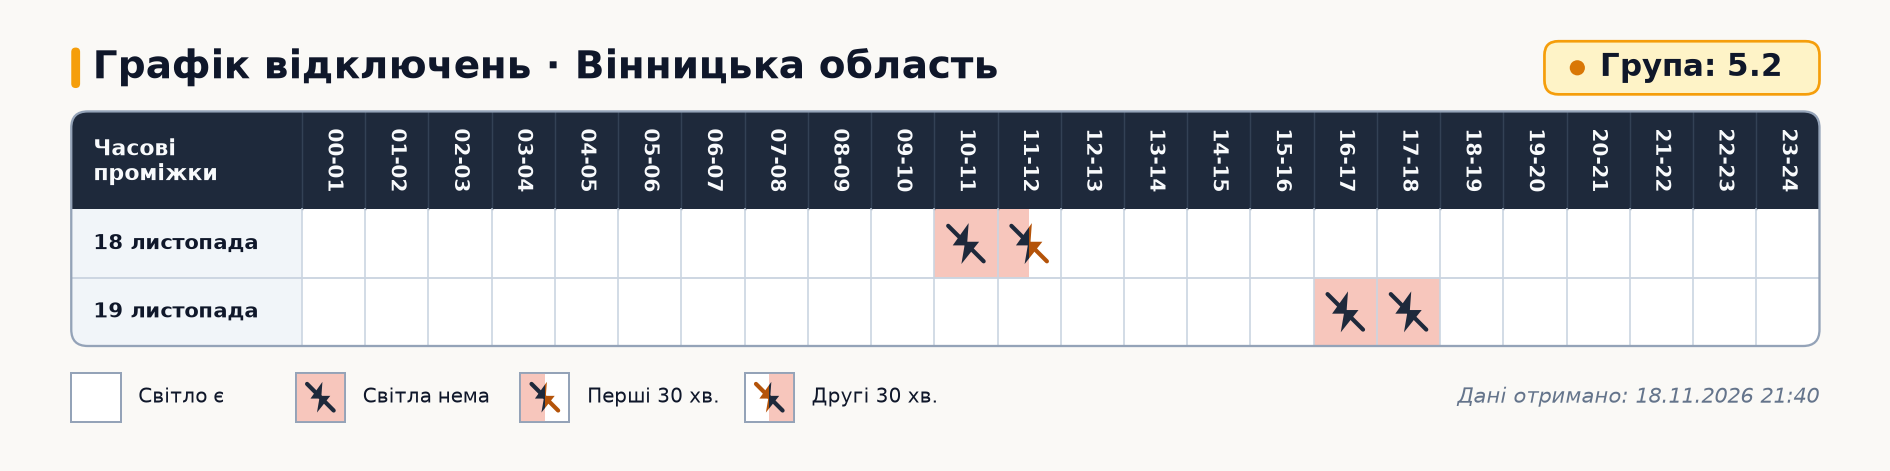 Графік відключень · Вінницька область
Група: 5.2
Часові
проміжки
00-01 01-02 02-03 03-04 04-05 05-06 06-07 07-08 08-09 09-10 10-11 11-12 12-13 13-14 14-15 15-16 16-17 17-18 18-19 19-20 20-21 21-22 22-23 23-24
18 листопада
19 листопада
Світло є Світла нема Перші 30 хв. Другі 30 хв. Дані отримано: 18.11.2026 21:40